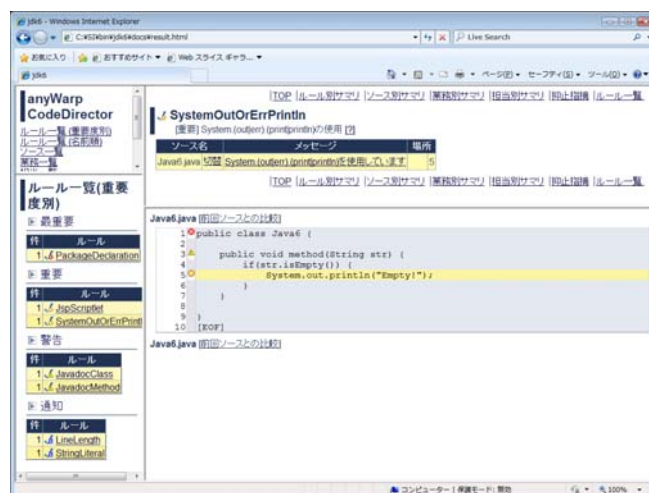 jdk6 - Windows Internet Explorer
C:¥52¥bin¥jdk6¥docs¥result.html
Live Search
お気に入り おすすめサイト Web スライス ギャラ...
jdk6
ページ(P) セーフティ(S) ツール(O)
anyWarp CodeDirector
ルール一覧 (重要度別)
ルール一覧 (名前順)
ソース一覧
業務一覧
ルール一覧(重要度別)
最重要
件 ルール
1 PackageDeclaration
重要
件 ルール
1 JspScriptlet
1 SystemOutOrErrPrintl
警告
件 ルール
1 JavadocClass
1 JavadocMethod
通知
件 ルール
1 LineLength
1 StringLiteral
|TOP |ルール別サマリ |ソース別サマリ |業務別サマリ |担当別サマリ |抑止指摘 |ルール一覧
SystemOutOrErrPrintln
[重要] System.(out|err).(print|println)の使用 [?]
ソース名 メッセージ 場所
Java6.java 切替 System.(out|err).(print|println)を使用しています 5
|TOP |ルール別サマリ |ソース別サマリ |業務別サマリ |担当別サマリ |抑止指摘 |ルール一覧
Java6.java [前回ソースとの比較]
1 public class Java6 {
2
3 public void method(String str) {
4 if(str.isEmpty()) {
5 System.out.println("Empty!");
6 }
7 }
8
9 }
10 [EOF]
Java6.java [前回ソースとの比較]
コンピューター | 保護モード: 無効
100%